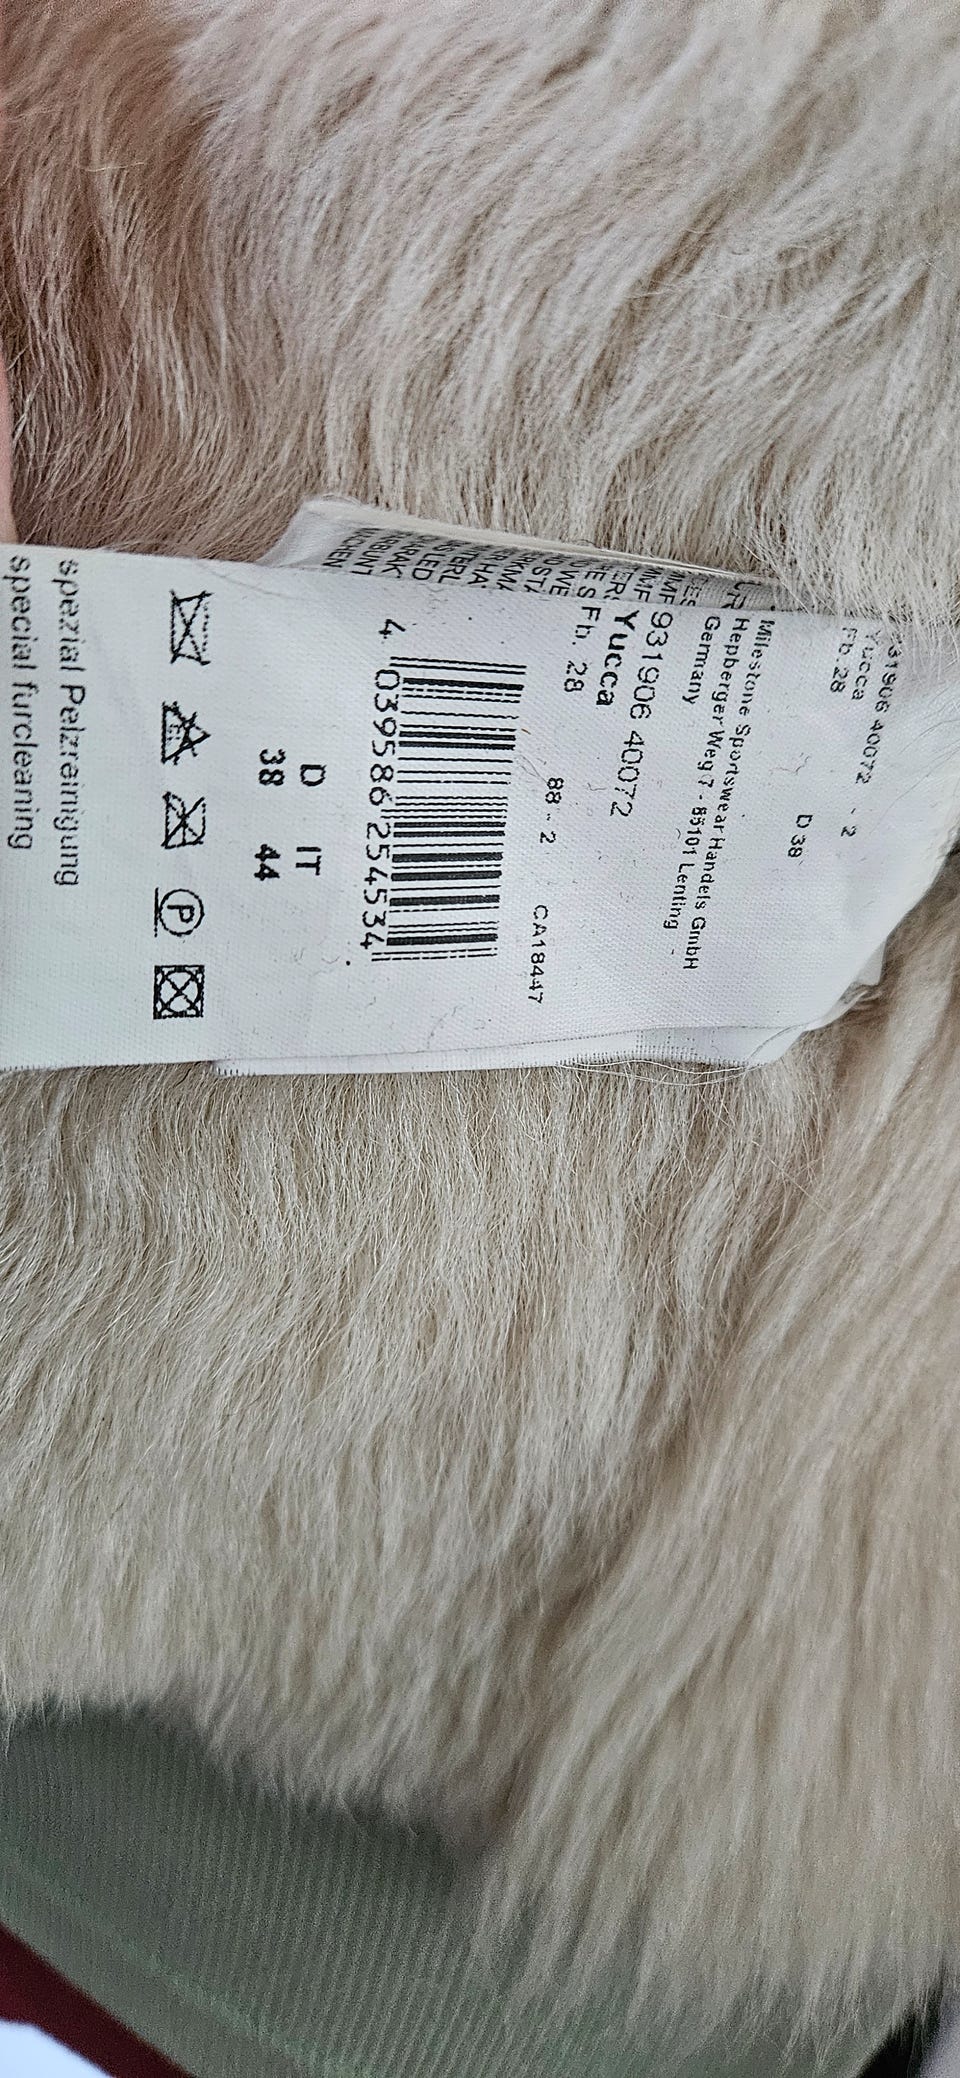 931906 40072 - 2
Yucca
Fb.28
D 38
Milestone Sportswear Handels GmbH
Hepberger Weg 7 - 85101 Lenting -
Germany
931906 40072
Yucca
Fb. 28
88 - 2
CA18447
4 039586 254534
D IT
38 44
P
spezial Pelzreinigung
special furcleaning